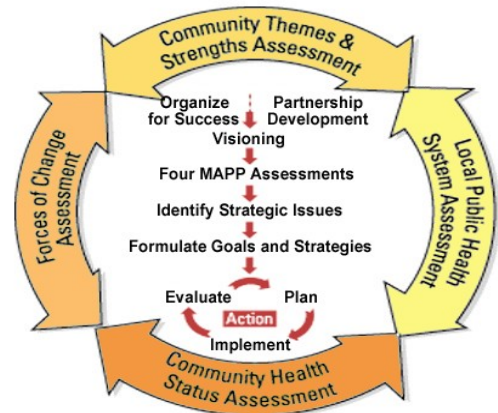 Community Themes &
Strengths Assessment
Organize
for Success
Partnership
Development
Visioning
Four MAPP Assessments
Identify Strategic Issues
Formulate Goals and Strategies
Evaluate
Plan
Action
Implement
Forces of Change
Assessment
Local Public Health
System Assessment
Community Health
Status Assessment